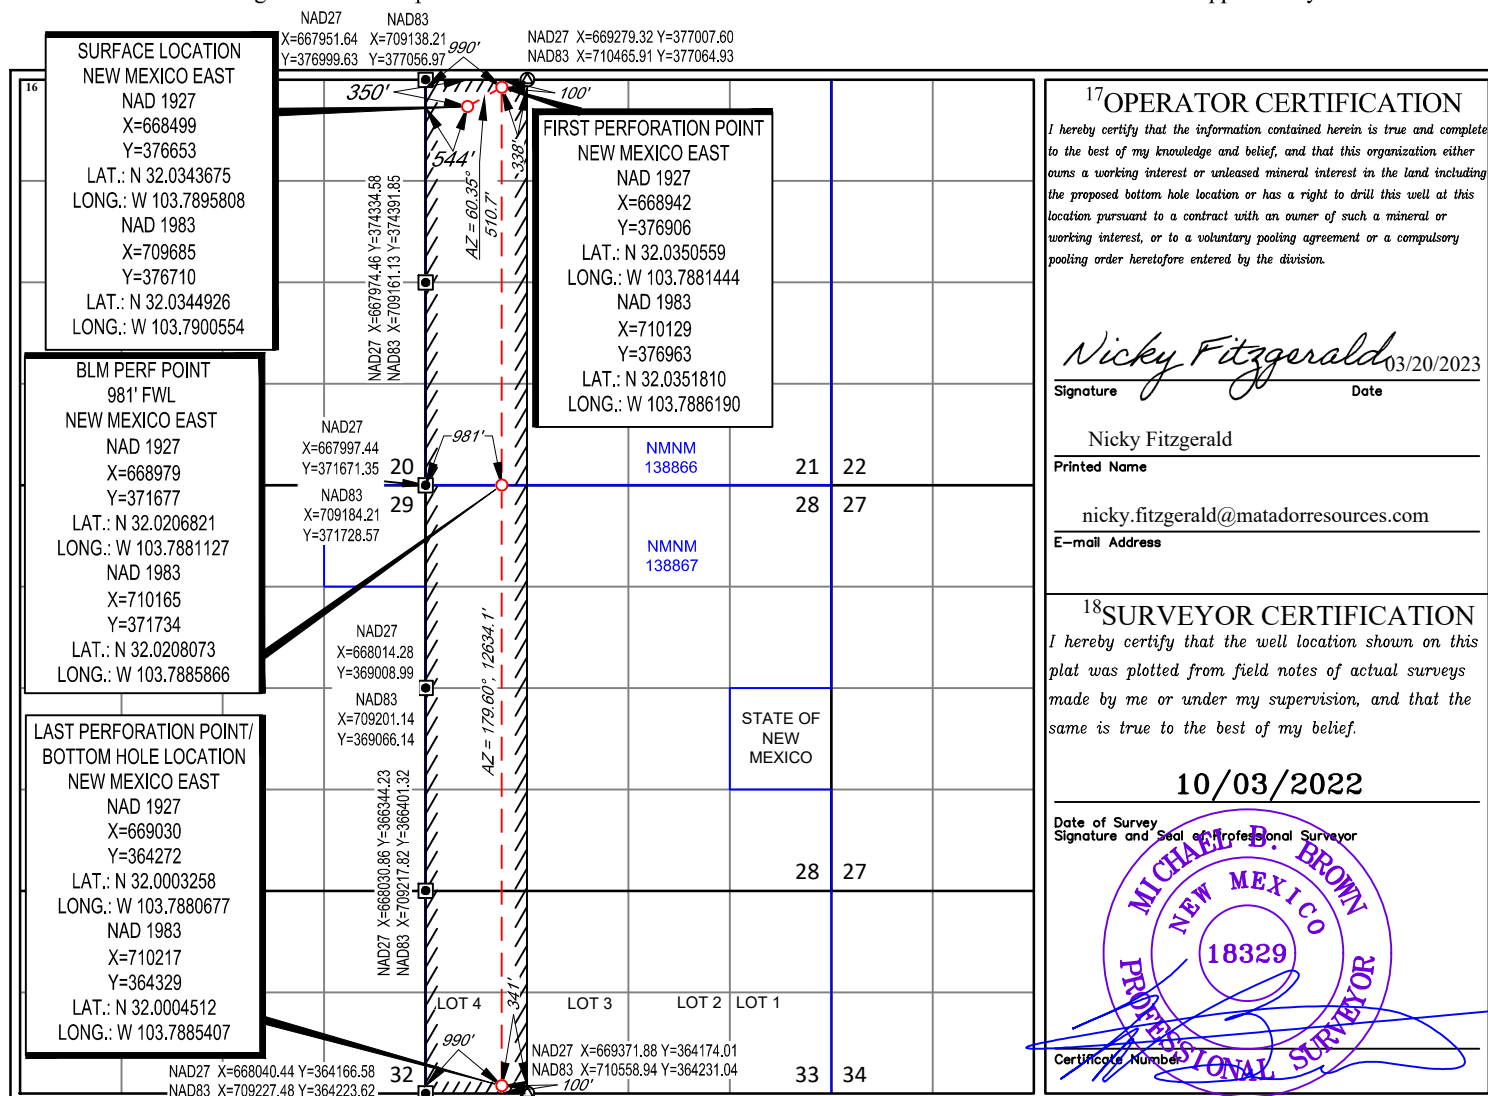 NAD27 NAD83
X=667951.64 X=709138.21
Y=376999.63 Y=377056.97
NAD27 X=669279.32 Y=377007.60
NAD83 X=710465.91 Y=377064.93
16
SURFACE LOCATION
NEW MEXICO EAST
NAD 1927
X=668499
Y=376653
LAT.: N 32.0343675
LONG.: W 103.7895808
NAD 1983
X=709685
Y=376710
LAT.: N 32.0344926
LONG.: W 103.7900554
990'
350'
100'
544'
338'
AZ = 60.35°
510.7'
FIRST PERFORATION POINT
NEW MEXICO EAST
NAD 1927
X=668942
Y=376906
LAT.: N 32.0350559
LONG.: W 103.7881444
NAD 1983
X=710129
Y=376963
LAT.: N 32.0351810
LONG.: W 103.7886190
NAD27 X=667974.46 Y=374334.58
NAD83 X=709161.13 Y=374391.85
BLM PERF POINT
981' FWL
NEW MEXICO EAST
NAD 1927
X=668979
Y=371677
LAT.: N 32.0206821
LONG.: W 103.7881127
NAD 1983
X=710165
Y=371734
LAT.: N 32.0208073
LONG.: W 103.7885866
NAD27
X=667997.44
Y=371671.35
NAD83
X=709184.21
Y=371728.57
20
29
981'
NMNM
138866
21 22
28 27
NMNM
138867
NAD27
X=668014.28
Y=369008.99
NAD83
X=709201.14
Y=369066.14
AZ = 179.60°, 12634.1'
STATE OF
NEW
MEXICO
LAST PERFORATION POINT/
BOTTOM HOLE LOCATION
NEW MEXICO EAST
NAD 1927
X=669030
Y=364272
LAT.: N 32.0003258
LONG.: W 103.7880677
NAD 1983
X=710217
Y=364329
LAT.: N 32.0004512
LONG.: W 103.7885407
NAD27 X=668030.86 Y=366344.23
NAD83 X=709217.82 Y=366401.32
28 27
LOT 4 LOT 3 LOT 2 LOT 1
341'
990'
100'
NAD27 X=669371.88 Y=364174.01
NAD83 X=710558.94 Y=364231.04
NAD27 X=668040.44 Y=364166.58
NAD83 X=709227.48 Y=364223.62
32
33 34
17 OPERATOR CERTIFICATION
I hereby certify that the information contained herein is true and complete
to the best of my knowledge and belief, and that this organization either
owns a working interest or unleased mineral interest in the land including
the proposed bottom hole location or has a right to drill this well at this
location pursuant to a contract with an owner of such a mineral or
working interest, or to a voluntary pooling agreement or a compulsory
pooling order heretofore entered by the division.
Nicky Fitzgerald 03/20/2023
Signature Date
Nicky Fitzgerald
Printed Name
nicky.fitzgerald@matadorresources.com
E-mail Address
18 SURVEYOR CERTIFICATION
I hereby certify that the well location shown on this
plat was plotted from field notes of actual surveys
made by me or under my supervision, and that the
same is true to the best of my belief.
10/03/2022
Date of Survey
Signature and Seal of Professional Surveyor
MICHAEL B. BROWN
NEW MEXICO
18329
PROFESSIONAL SURVEYOR
Certificate Number